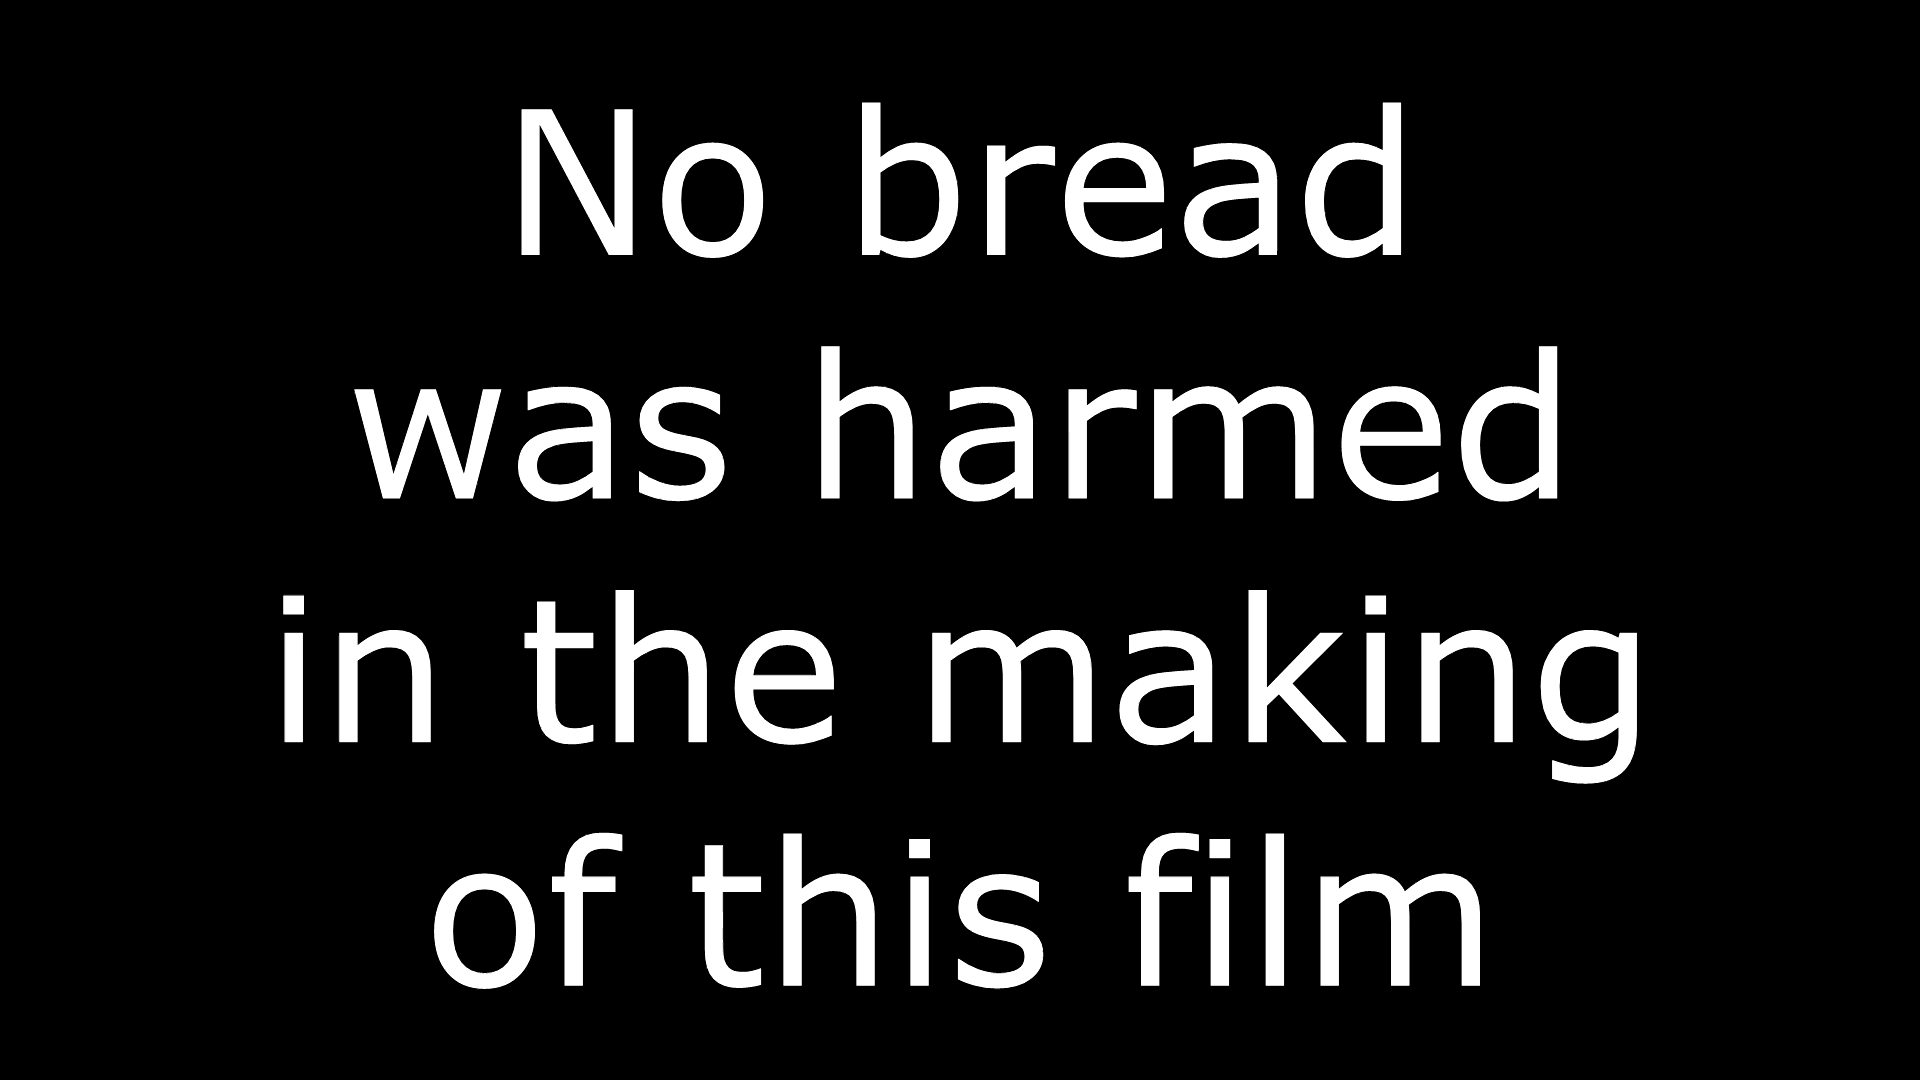 No bread
was harmed
in the making
of this film